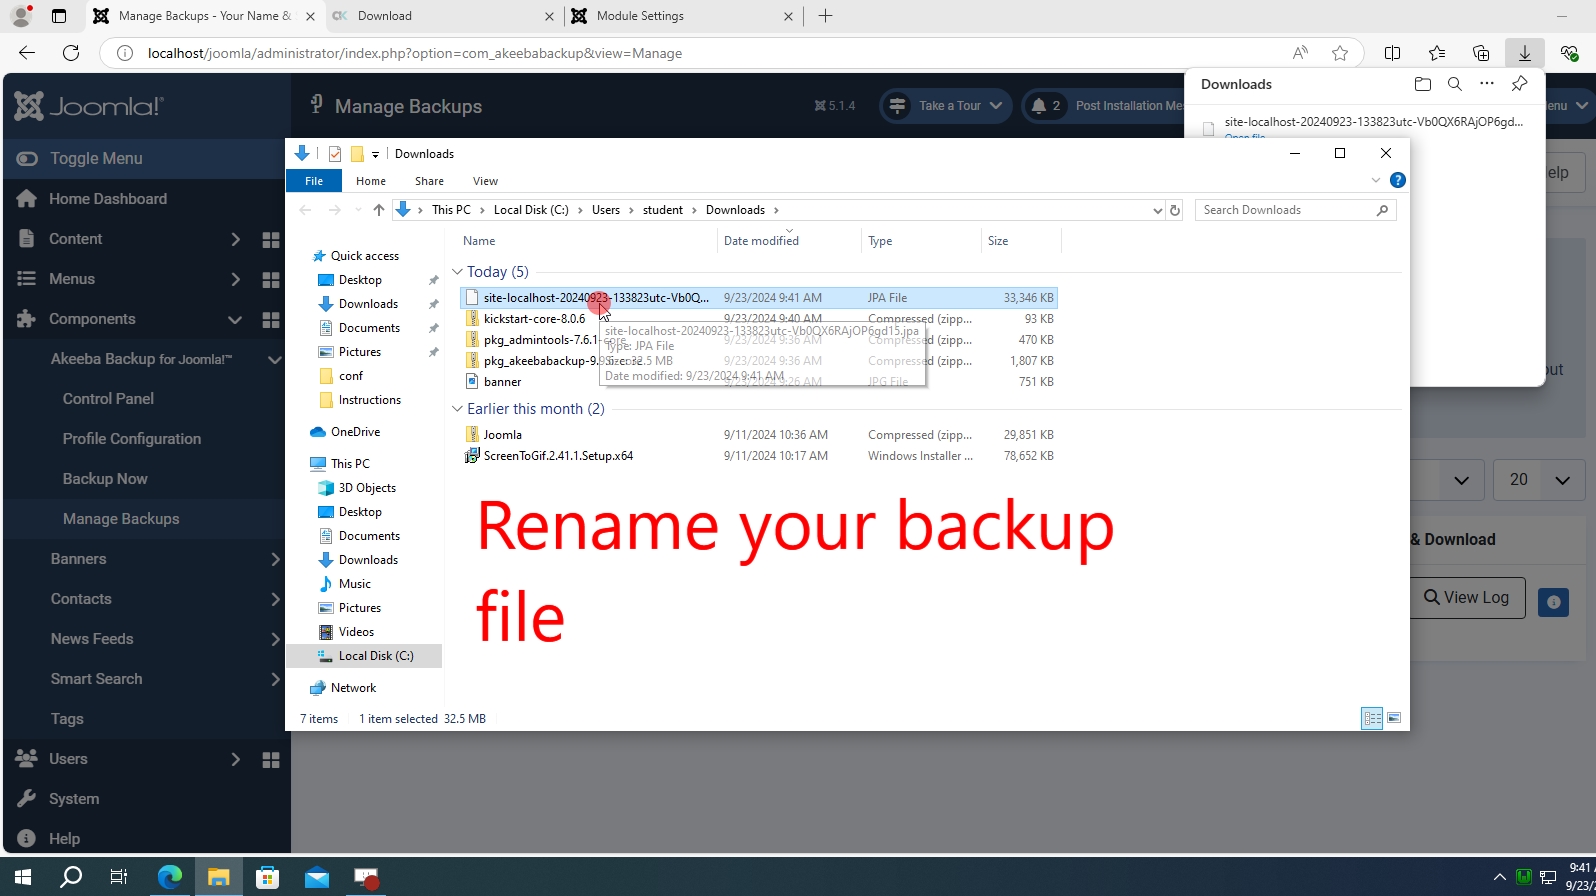 Manage Backups - Your Name &
Download
Module Settings
localhost/joomla/administrator/index.php?option=com_akeebabackup&view=Manage
Joomla!®
Manage Backups
5.1.4
Take a Tour
2
Post Installation Me
enu
Downloads
site-localhost-20240923-133823utc-Vb0QX6RAjOP6gd...
Open file
Toggle Menu
Home Dashboard
Content
Menus
Components
Akeeba Backup for Joomla!™
Control Panel
Profile Configuration
Backup Now
Manage Backups
Banners
Contacts
News Feeds
Smart Search
Tags
Users
System
Help
Downloads
File
Home
Share
View
This PC
Local Disk (C:)
Users
student
Downloads
Search Downloads
Quick access
Desktop
Downloads
Documents
Pictures
conf
Instructions
OneDrive
This PC
3D Objects
Desktop
Documents
Downloads
Music
Pictures
Videos
Local Disk (C:)
Network
Name Date modified Type Size
Today (5)
site-localhost-20240923-133823utc-Vb0Q... 9/23/2024 9:41 AM JPA File 33,346 KB
kickstart-core-8.0.6 9/23/2024 9:40 AM Compressed (zipp... 93 KB
pkg_admintools-7.6.1-core 9/23/2024 9:36 AM Compressed (zipp... 470 KB
pkg_akeebabackup-9. 9/23/2024 9:36 AM Compressed (zipp... 1,807 KB
banner 9/23/2024 9:26 AM JPG File 751 KB
site-localhost-20240923-133823utc-Vb0QX6RAjOP6gd15.jpa
Type: JPA File
Size: 32.5 MB
Date modified: 9/23/2024 9:41 AM
Earlier this month (2)
Joomla 9/11/2024 10:36 AM Compressed (zipp... 29,851 KB
ScreenToGif.2.41.1.Setup.x64 9/11/2024 10:17 AM Windows Installer ... 78,652 KB
Rename your backup
file
7 items 1 item selected 32.5 MB
elp
out
20
& Download
View Log
9:41
9/23/